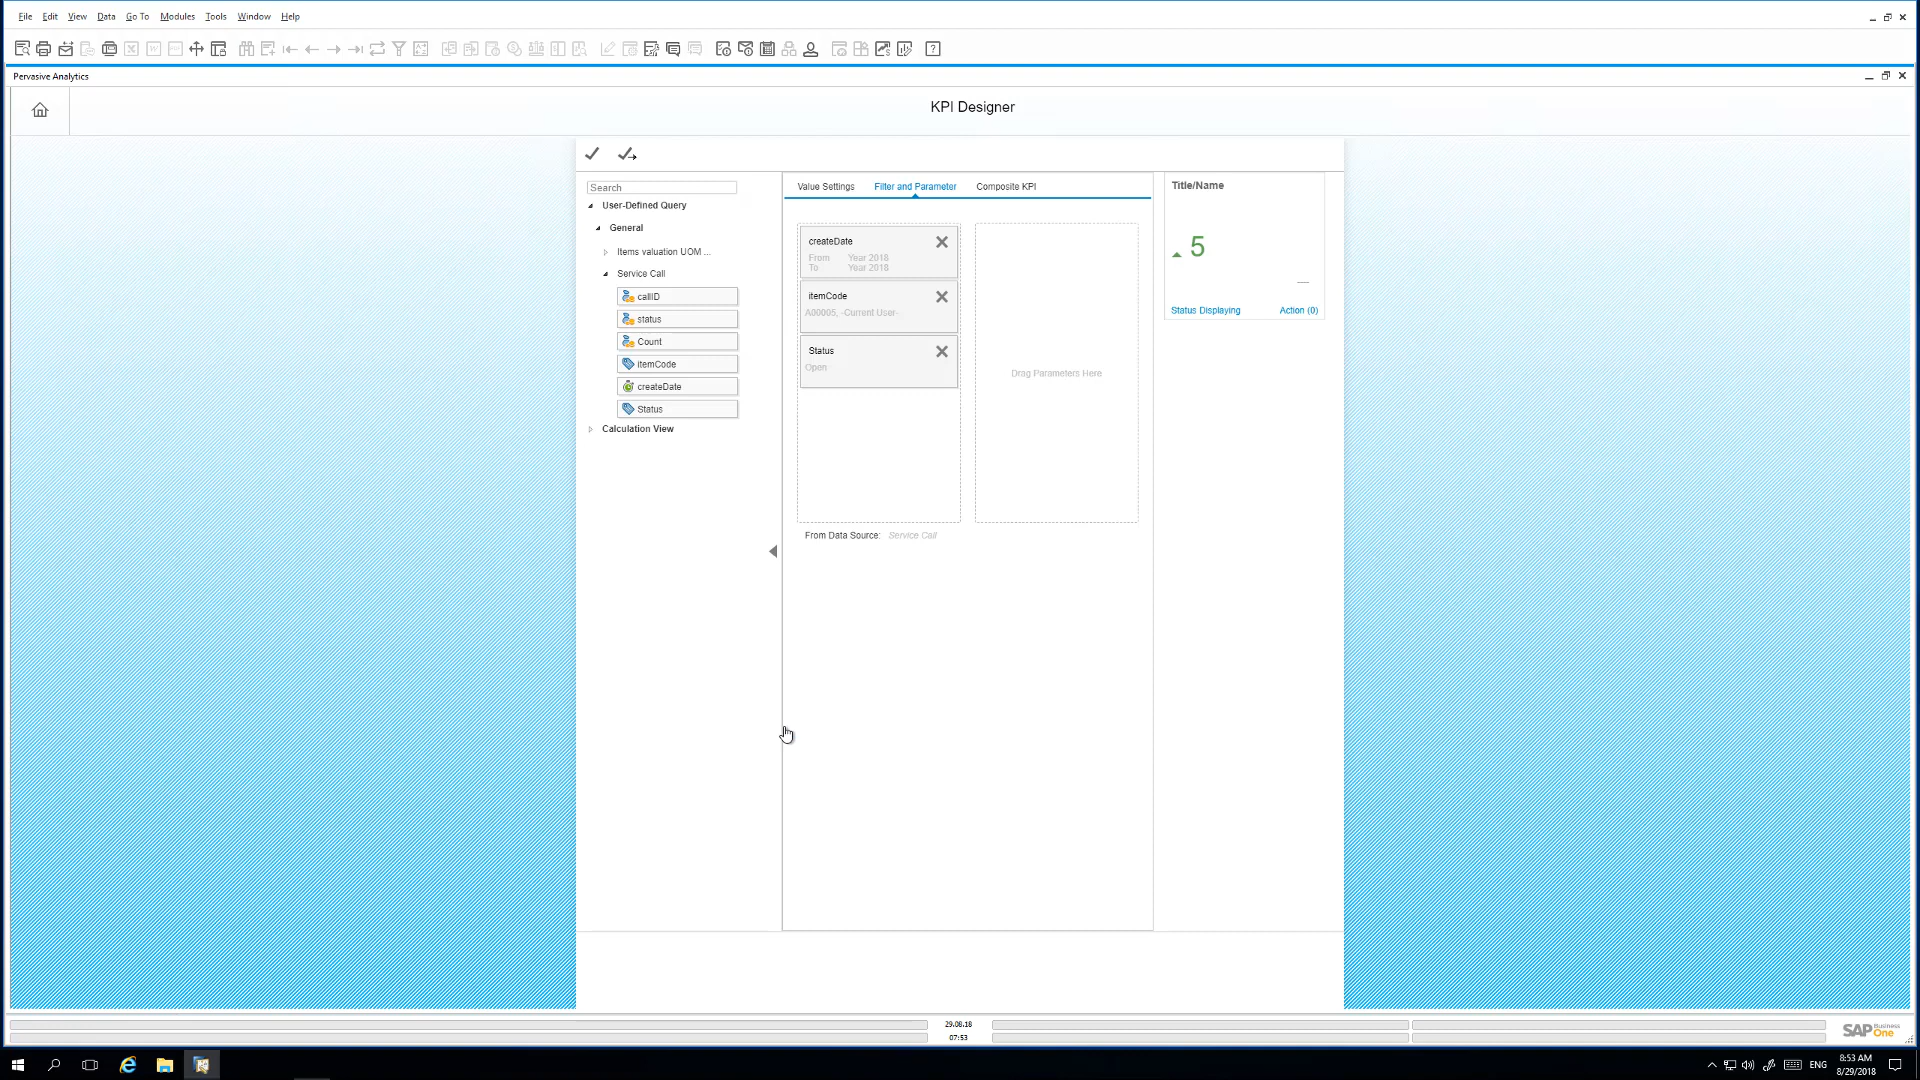 File Edit View Data Go To Modules Tools Window Help
Pervasive Analytics
KPI Designer
Search
User-Defined Query
General
Items valuation UOM ...
Service Call
callID
status
Count
itemCode
createDate
Status
Calculation View
Value Settings Filter and Parameter Composite KPI
createDate
From Year 2018
To Year 2018
itemCode
A00005, -Current User-
Status
Open
Drag Parameters Here
From Data Source: Service Call
Title/Name
5
Status Displaying Action (0)
29.08.18
07:53
SAP Business One
ENG
8:53 AM
8/29/2018